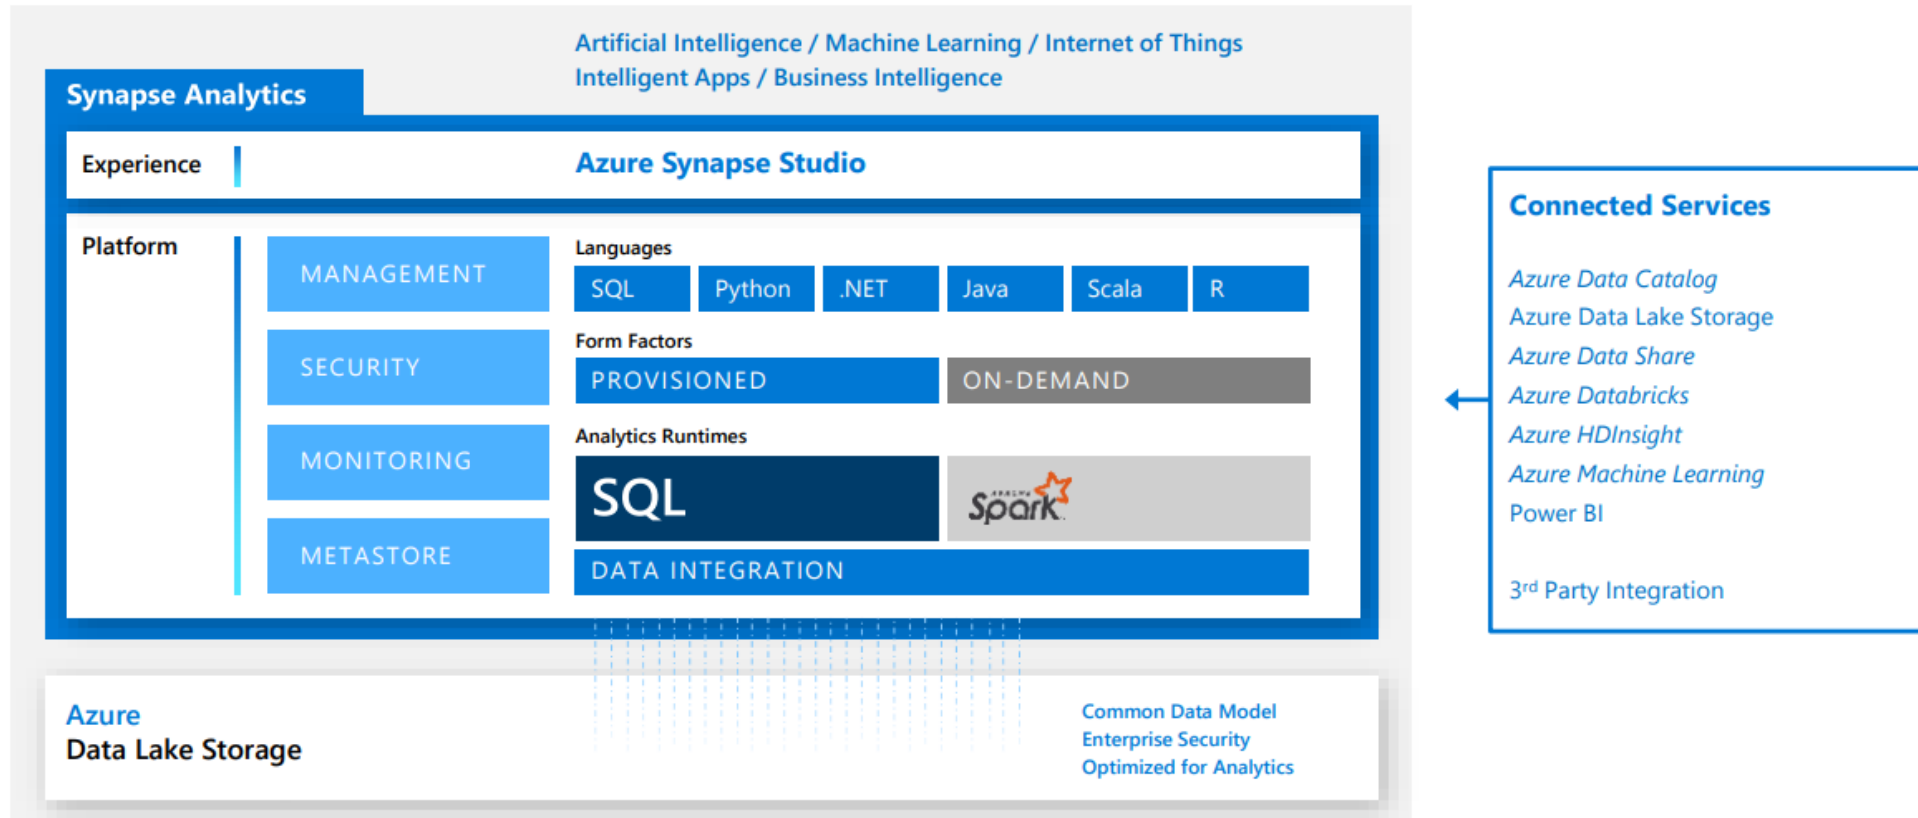 Artificial Intelligence / Machine Learning / Internet of Things
Intelligent Apps / Business Intelligence
Synapse Analytics
Experience
Azure Synapse Studio
Platform
MANAGEMENT
SECURITY
MONITORING
METASTORE
Languages
SQL
Python
.NET
Java
Scala
R
Form Factors
PROVISIONED
ON-DEMAND
Analytics Runtimes
SQL
APACHE
Spark
DATA INTEGRATION
Azure
Data Lake Storage
Common Data Model
Enterprise Security
Optimized for Analytics
Connected Services
Azure Data Catalog
Azure Data Lake Storage
Azure Data Share
Azure Databricks
Azure HDInsight
Azure Machine Learning
Power BI
3rd Party Integration